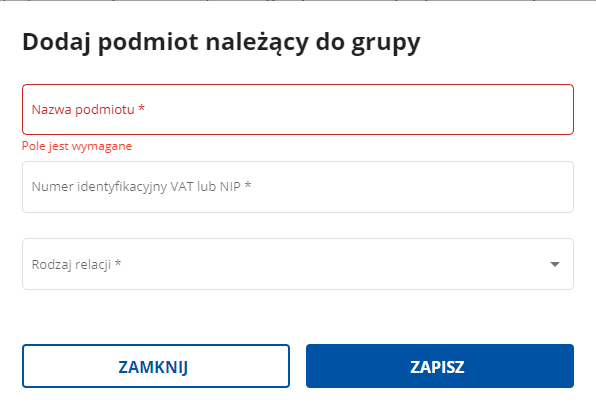 Dodaj podmiot należący do grupy
Nazwa podmiotu *
Pole jest wymagane
Numer identyfikacyjny VAT lub NIP *
Rodzaj relacji *
ZAMKNIJ
ZAPISZ